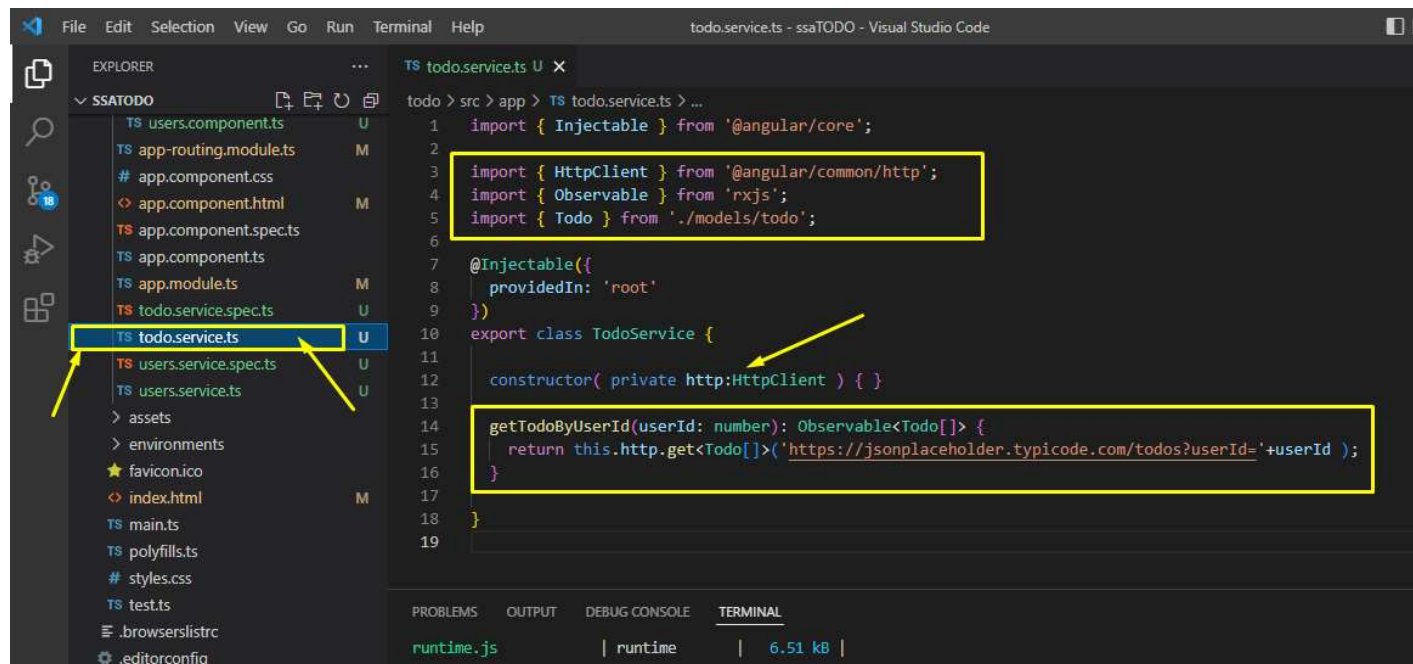 File Edit Selection View Go Run Terminal Help todo.service.ts - ssaTODO - Visual Studio Code
EXPLORER ...
SSATODO
TS users.component.ts U
TS app-routing.module.ts M
# app.component.css
<> app.component.html M
TS app.component.spec.ts
TS app.component.ts
TS app.module.ts M
TS todo.service.spec.ts U
TS todo.service.ts U
TS users.service.spec.ts U
TS users.service.ts U
> assets
> environments
favicon.ico
<> index.html M
TS main.ts
TS polyfills.ts
# styles.css
TS test.ts
.browserslistrc
.editorconfig
18
TS todo.service.ts U X
todo > src > app > TS todo.service.ts > ...
1 import { Injectable } from '@angular/core';
2
3 import { HttpClient } from '@angular/common/http';
4 import { Observable } from 'rxjs';
5 import { Todo } from './models/todo';
6
7 @Injectable({
8 providedIn: 'root'
9 })
10 export class TodoService {
11
12 constructor( private http:HttpClient ) { }
13
14 getTodoByUserId(userId: number): Observable<Todo[]> {
15 return this.http.get<Todo[]>('https://jsonplaceholder.typicode.com/todos?userId='+userId );
16 }
17
18 }
19
PROBLEMS OUTPUT DEBUG CONSOLE TERMINAL
runtime.js | runtime | 6.51 kB |